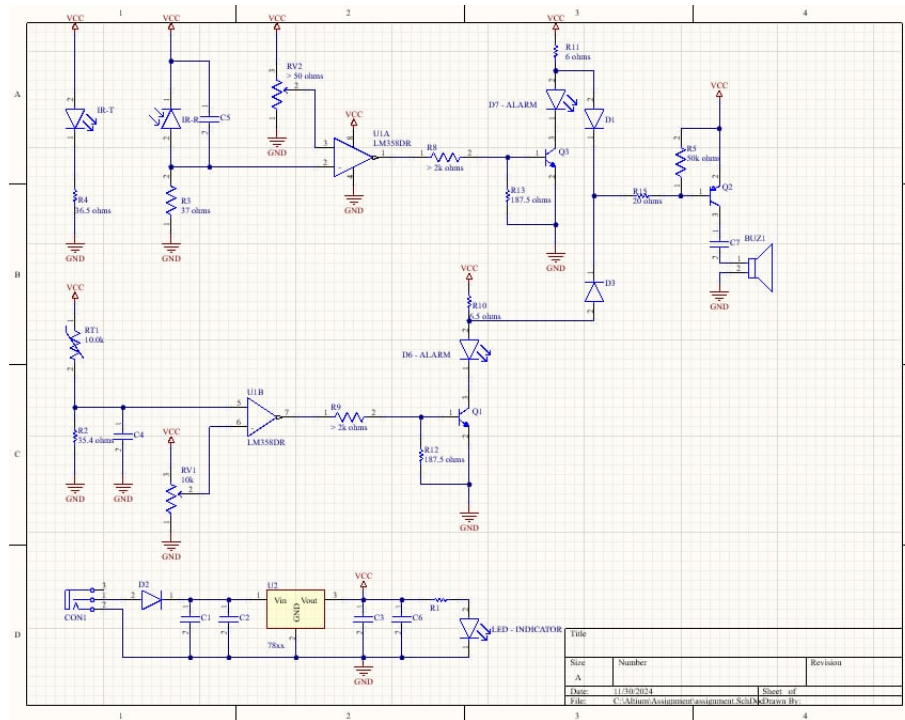 1 2 3 4
VCC VCC VCC VCC
R11
6 ohms
RV2
> 50 ohms
A A
IR-T IR-R C5
D7 - ALARM D1
VCC VCC
U1A
LM358DR
R8
> 2k ohms
Q3
R5
50k ohms
R4
36.5 ohms
R3
37 ohms
R13
187.5 ohms
R15
20 ohms
Q2
GND GND GND GND GND
C7 BUZ1
GND
B B
VCC VCC
D3
R10
6.5 ohms
RT1
10.0k
D6 - ALARM
U1B
LM358DR
R9
> 2k ohms
Q1
R2
35.4 ohms
C4
VCC
R12
187.5 ohms
C C
RV1
10k
GND GND GND GND
VCC
D2 U2
CON1 C1 C2 Vin Vout GND C3 C6 R1
LED - INDICATOR
78xx
GND
D D
Title
Size Number Revision
A
Date: 11/30/2024 Sheet of
File: C:\Altium\Assignment\assignment.SchDoc Drawn By:
1 2 3 4